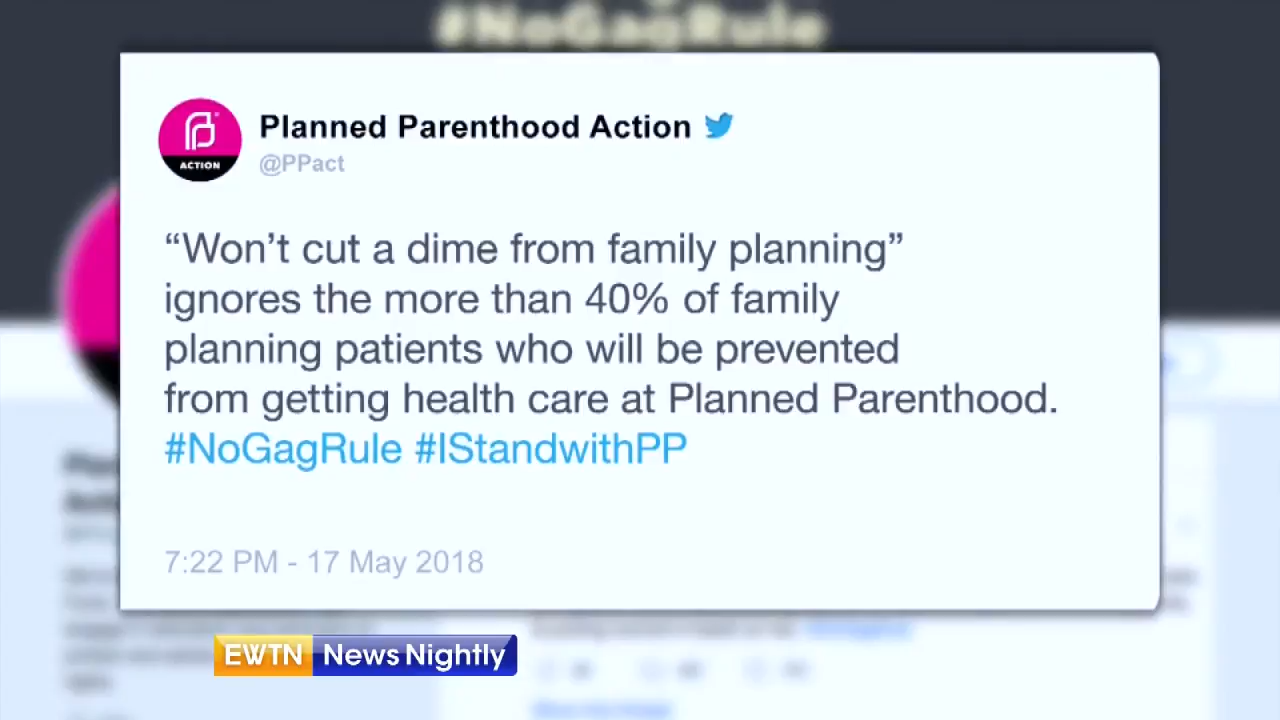 #NoGagRule
Planned Parenthood Action
@PPact
ACTION
“Won’t cut a dime from family planning”
ignores the more than 40% of family
planning patients who will be prevented
from getting health care at Planned Parenthood.
#NoGagRule #IStandwithPP
7:22 PM - 17 May 2018
EWTN News Nightly